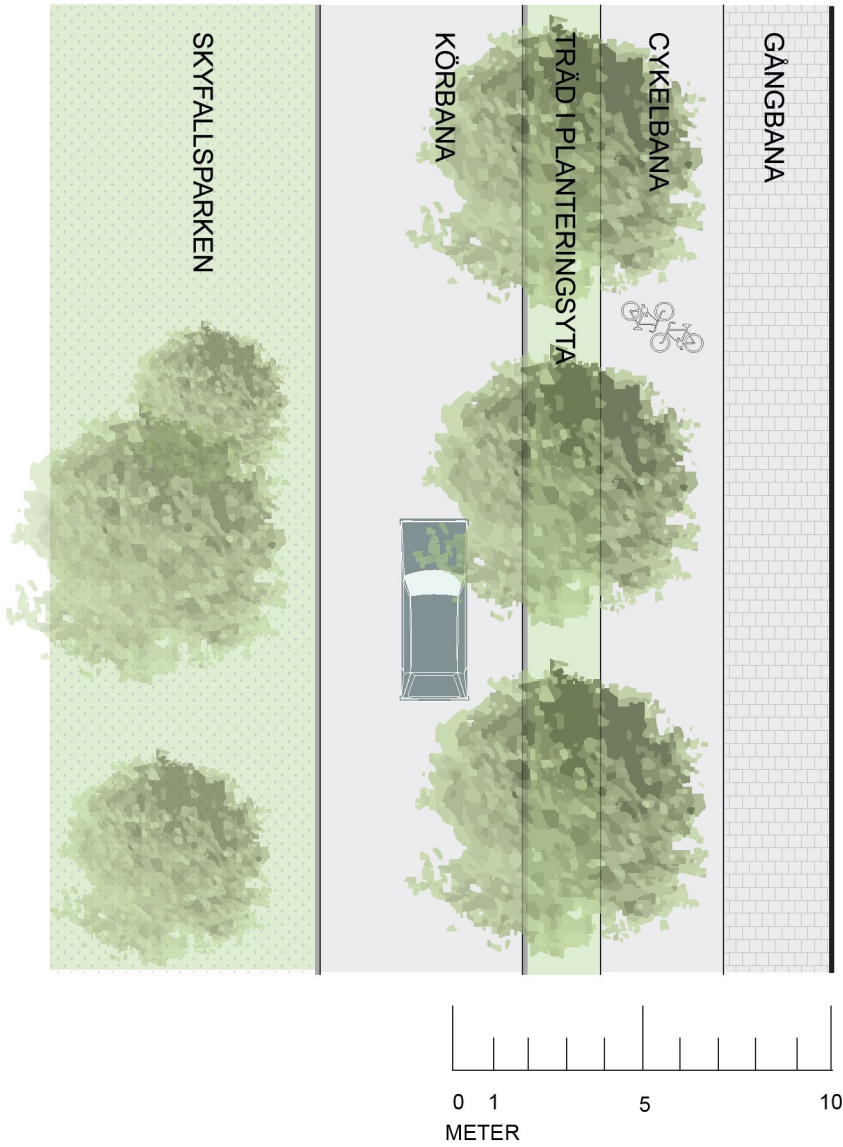 SKYFALLSPARKEN
KÖRBANA
TRÄD I PLANTERINGSYTA
CYKELBANA
GÅNGBANA
0 1 5 10
METER